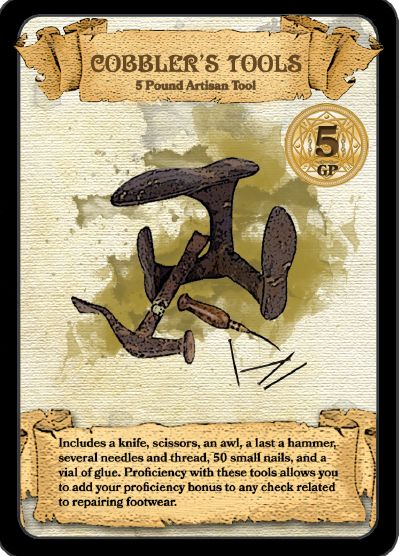 COBBLER'S TOOLS
5 Pound Artisan Tool
5
GP
Includes a knife, scissors, an awl, a last a hammer,
several needles and thread, 50 small nails, and a
vial of glue. Proficiency with these tools allows you
to add your proficiency bonus to any check related
to repairing footwear.